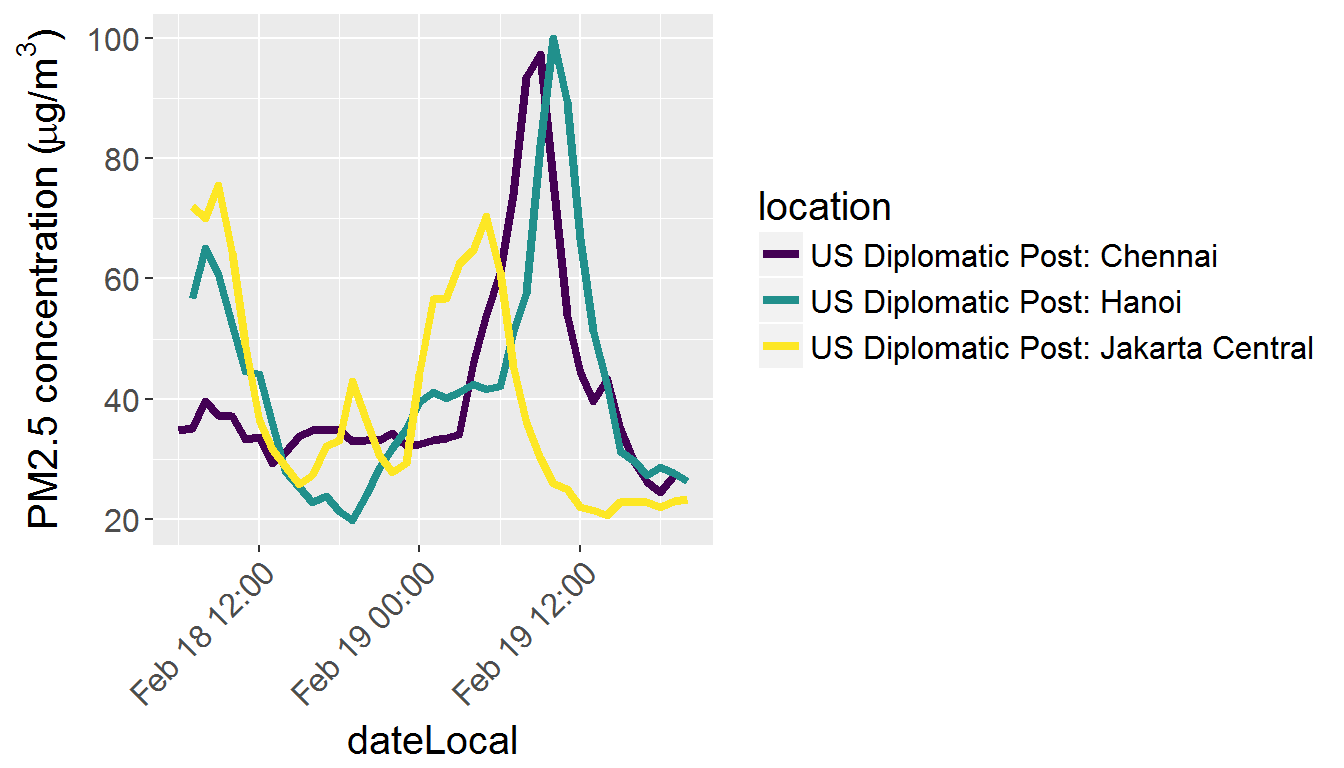 PM2.5 concentration (μg/m³)
100
80
60
40
20
Feb 18 12:00
Feb 19 00:00
Feb 19 12:00
dateLocal
location
US Diplomatic Post: Chennai
US Diplomatic Post: Hanoi
US Diplomatic Post: Jakarta Central